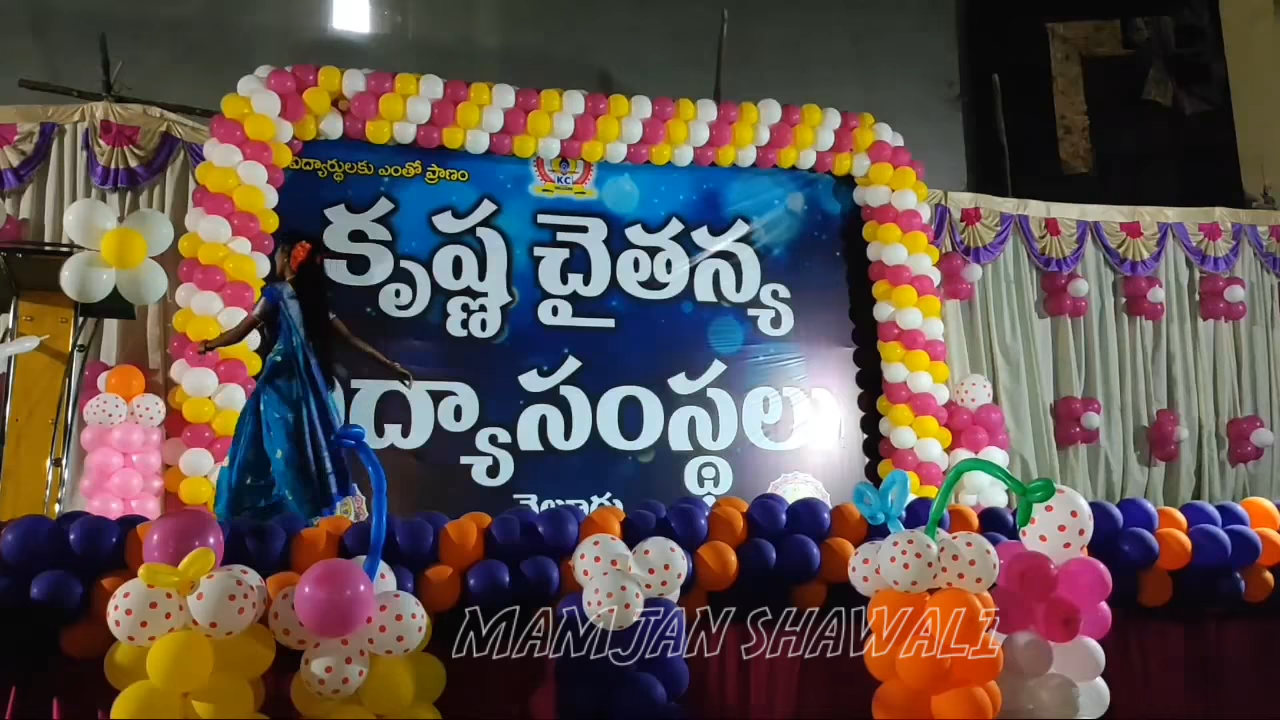 విద్యార్థులకు ఎంతో ప్రాణం
KC
కృష్ణ చైతన్య
విద్యాసంస్థలు
నెల్లూరు
MAMJAN SHAWALI